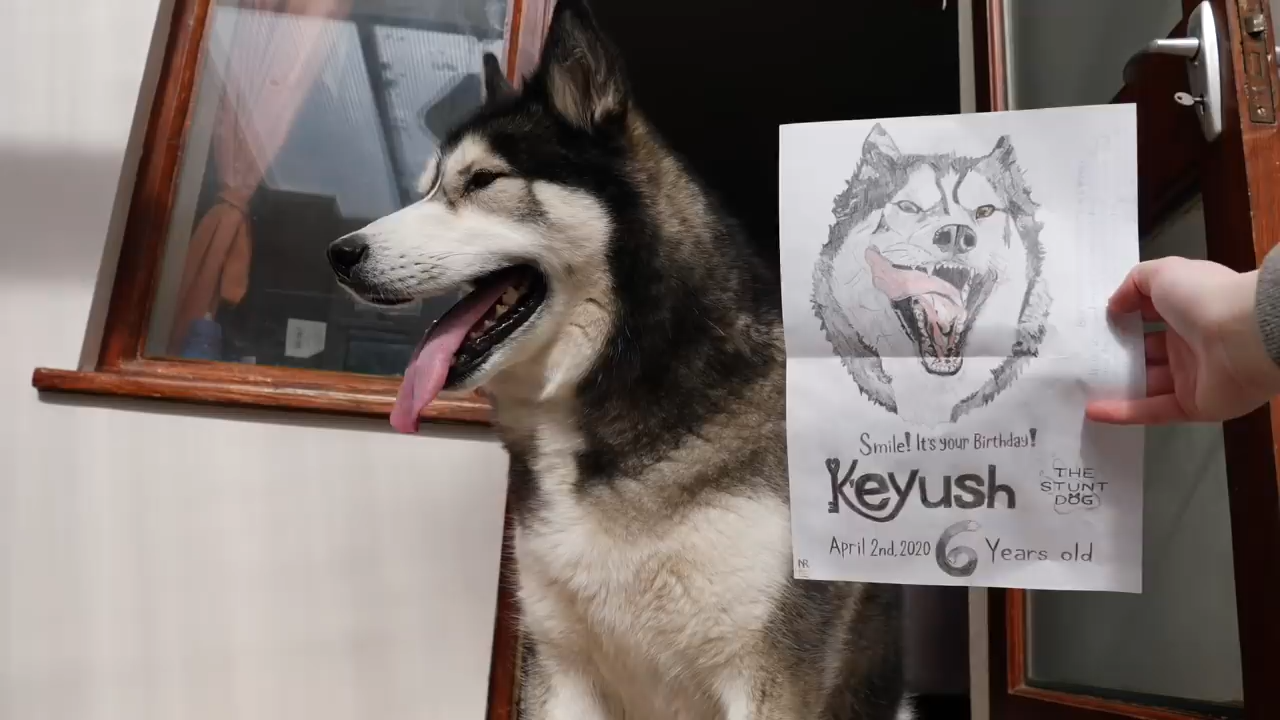 Smile! It's your Birthday!
Keyush
THE
STUNT
DOG
April 2nd, 2020 6 Years old
NR